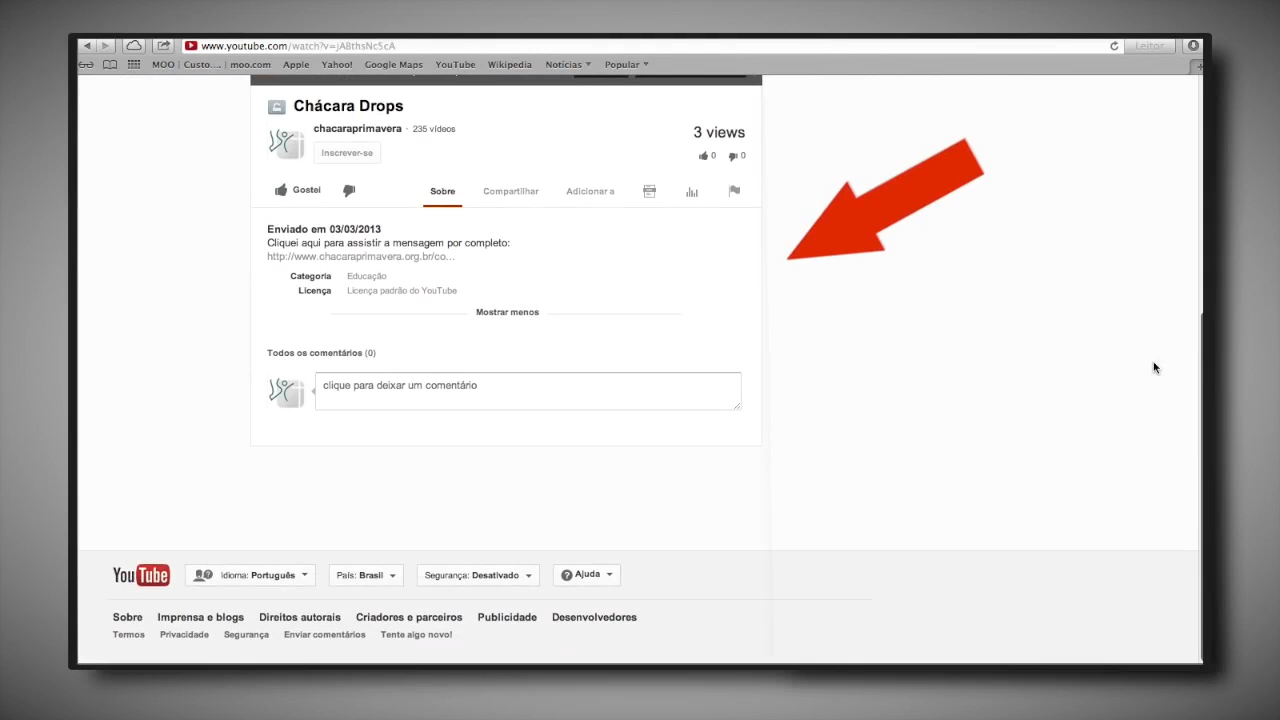 www.youtube.com/watch?v=jABthsNc5cA
Leitor
MOO | Custo... | moo.com Apple Yahoo! Google Maps YouTube Wikipedia Notícias Popular
Chácara Drops
chacaraprimavera · 235 vídeos
3 views
Inscrever-se
0 0
Gostei Sobre Compartilhar Adicionar a
Enviado em 03/03/2013
Cliquei aqui para assistir a mensagem por completo:
http://www.chacaraprimavera.org.br/co...
Categoria Educação
Licença Licença padrão do YouTube
Mostrar menos
Todos os comentários (0)
clique para deixar um comentário
YouTube Idioma: Português País: Brasil Segurança: Desativado Ajuda
Sobre Imprensa e blogs Direitos autorais Criadores e parceiros Publicidade Desenvolvedores
Termos Privacidade Segurança Enviar comentários Tente algo novo!